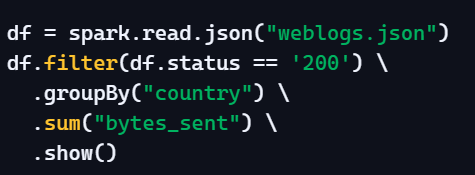 df = spark.read.json("weblogs.json")
df.filter(df.status == '200') \
  .groupBy("country") \
  .sum("bytes_sent") \
  .show()